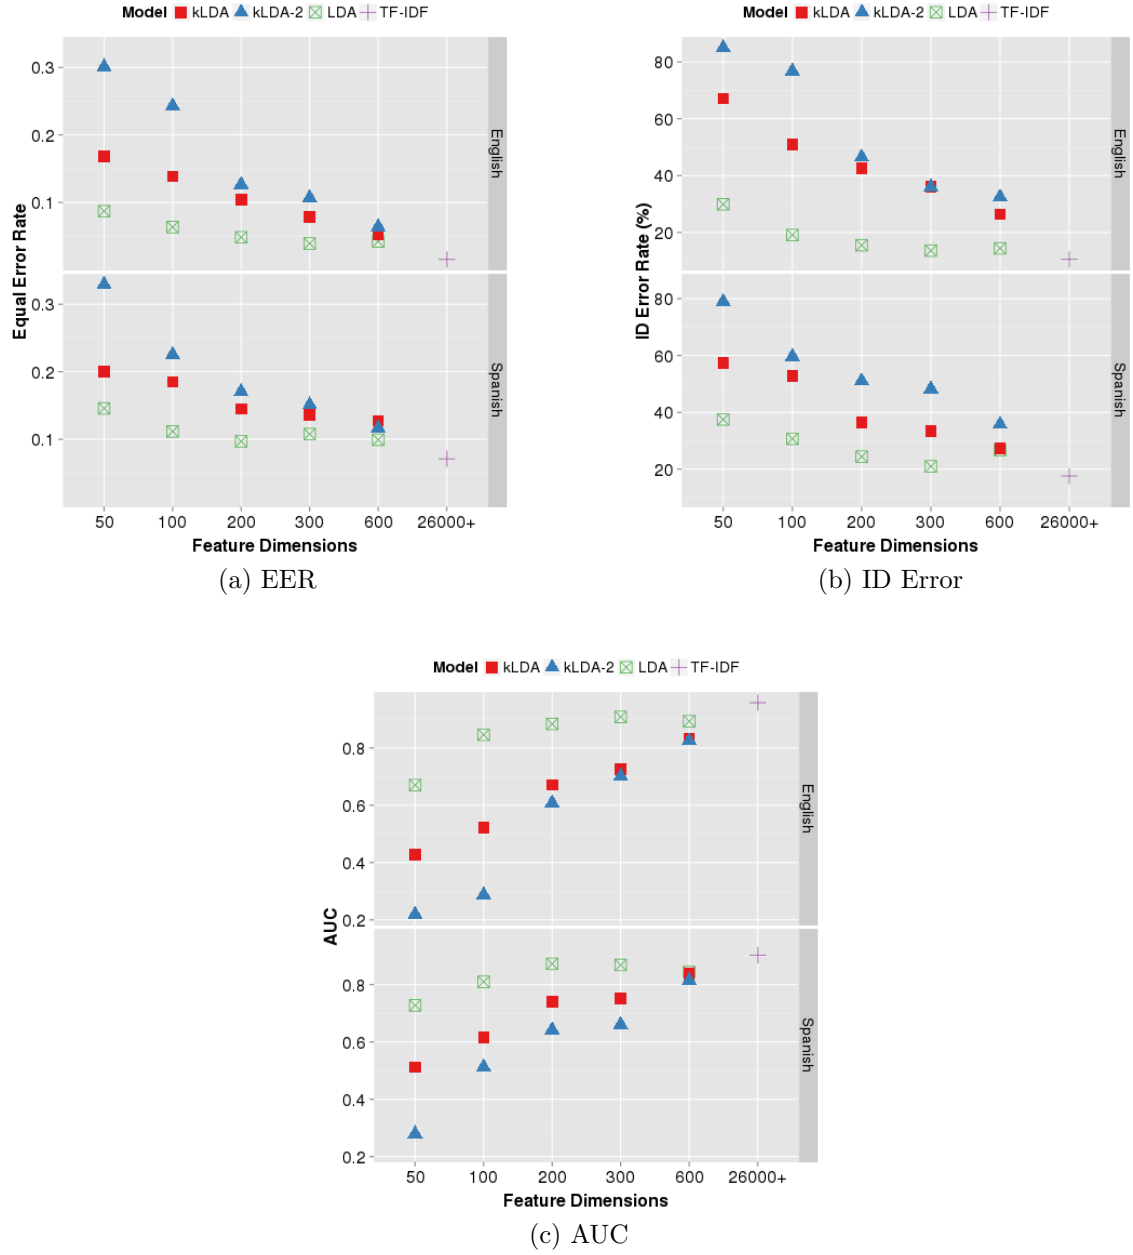 Model kLDA kLDA-2 LDA TF-IDF
0.3
0.2
0.1
English
0.3
0.2
0.1
Spanish
Equal Error Rate
50 100 200 300 600 26000+
Feature Dimensions
(a) EER
Model kLDA kLDA-2 LDA TF-IDF
80
60
40
20
English
80
60
40
20
Spanish
ID Error Rate (%)
50 100 200 300 600 26000+
Feature Dimensions
(b) ID Error
Model kLDA kLDA-2 LDA TF-IDF
0.8
0.6
0.4
0.2
English
0.8
0.6
0.4
0.2
Spanish
AUC
50 100 200 300 600 26000+
Feature Dimensions
(c) AUC